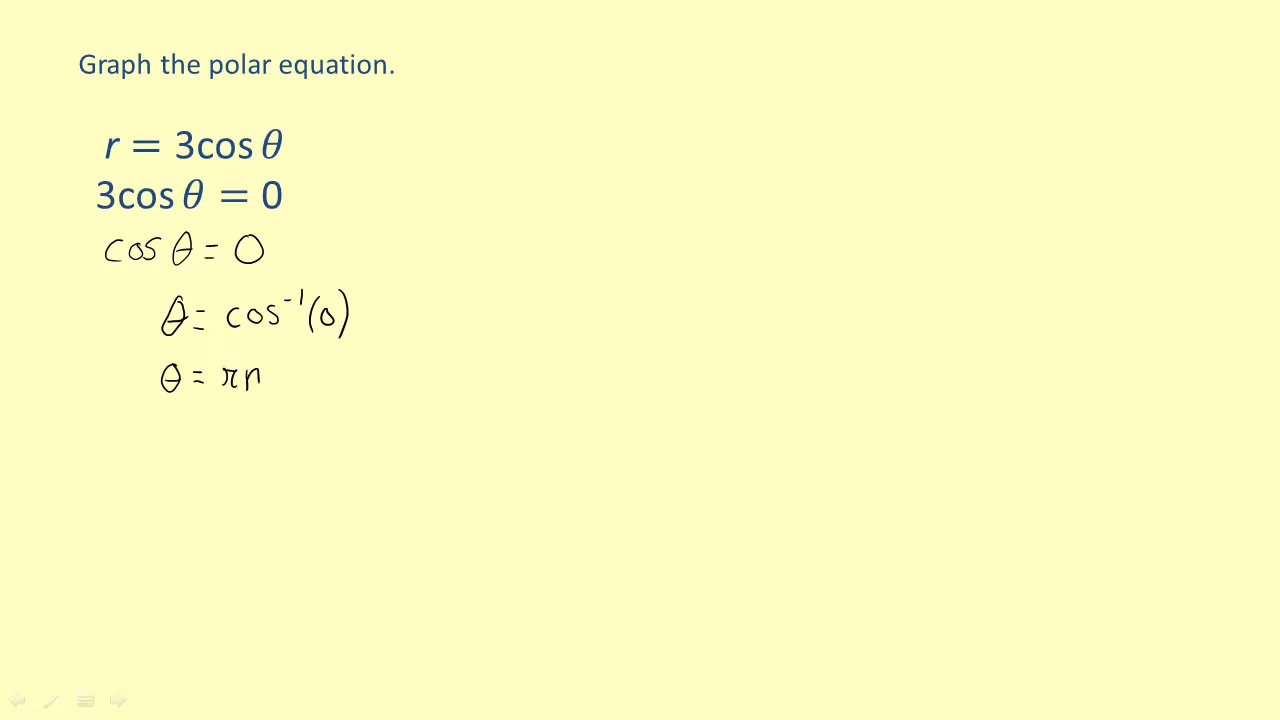 Graph the polar equation.
r = 3cos θ
3cos θ = 0
cos θ = 0
θ = cos⁻¹(0)
θ = πn